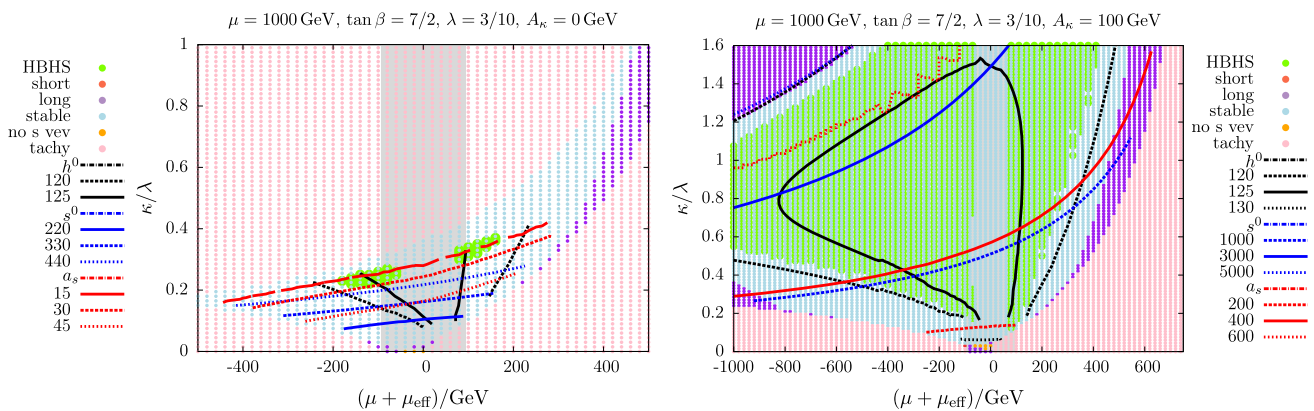 μ = 1000 GeV, tan β = 7/2, λ = 3/10, A_κ = 0 GeV
HBHS
short
long
stable
no s vev
tachy
h⁰
120
125
s⁰
220
330
440
a_s
15
30
45
κ/λ
1
0.8
0.6
0.4
0.2
0
-400
-200
0
200
400
(μ + μ_eff)/GeV
μ = 1000 GeV, tan β = 7/2, λ = 3/10, A_κ = 100 GeV
κ/λ
1.6
1.4
1.2
1
0.8
0.6
0.4
0.2
0
-1000
-800
-600
-400
-200
0
200
400
600
(μ + μ_eff)/GeV
HBHS
short
long
stable
no s vev
tachy
h⁰
120
125
130
s⁰
1000
3000
5000
a_s
200
400
600